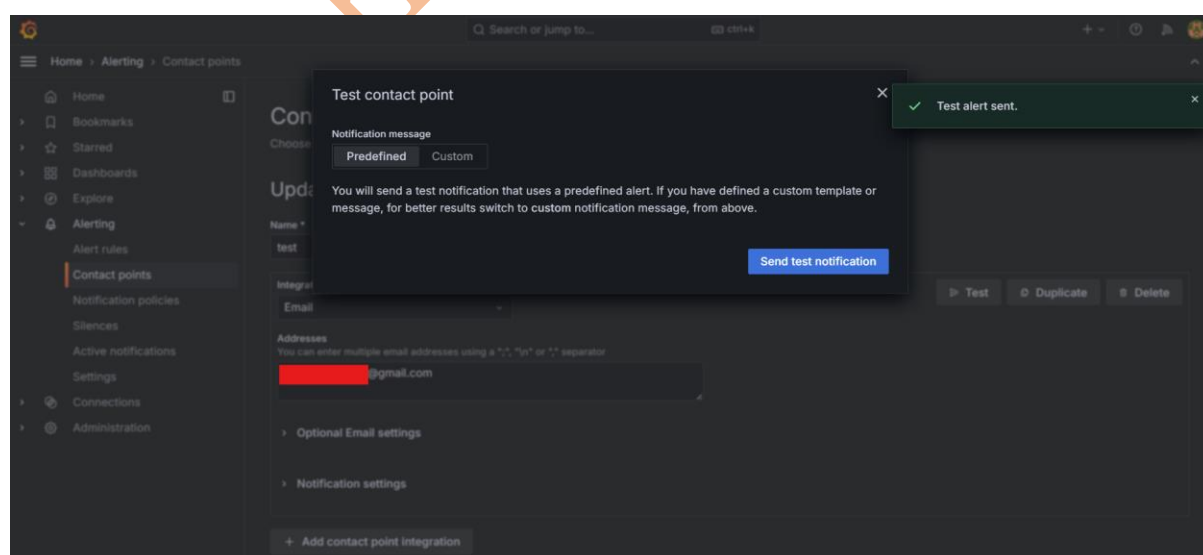 Search or jump to...
ctrl+k
Home › Alerting › Contact points
Home
Bookmarks
Starred
Dashboards
Explore
Alerting
Alert rules
Contact points
Notification policies
Silences
Active notifications
Settings
Connections
Administration
Con
Choose
Upda
Name *
test
Integra
Email
Test
Duplicate
Delete
Addresses
You can enter multiple email addresses using a ";", "\n" or "," separator
@gmail.com
Optional Email settings
Notification settings
+ Add contact point integration
Test contact point
Notification message
Predefined Custom
You will send a test notification that uses a predefined alert. If you have defined a custom template or
message, for better results switch to custom notification message, from above.
Send test notification
Test alert sent.